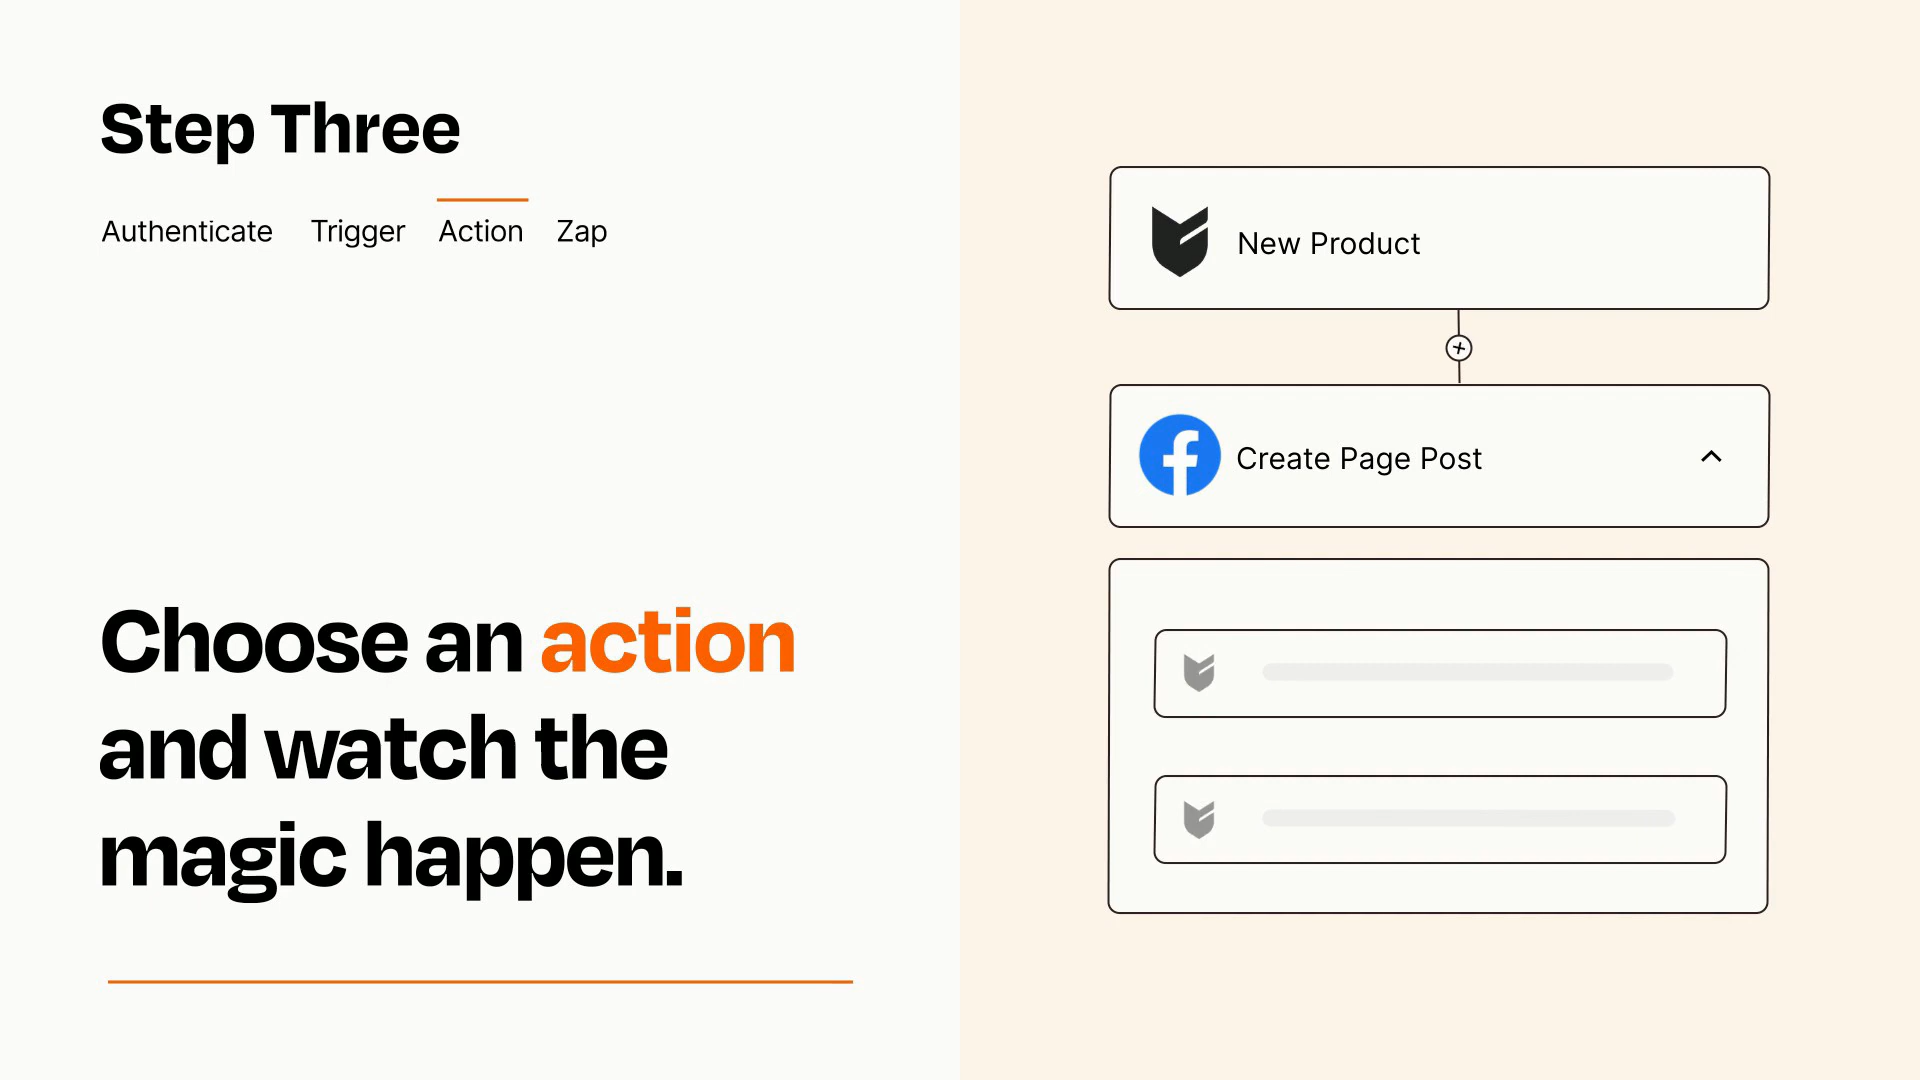 Step Three
Authenticate Trigger Action Zap
Choose an action
and watch the
magic happen.
New Product
Create Page Post